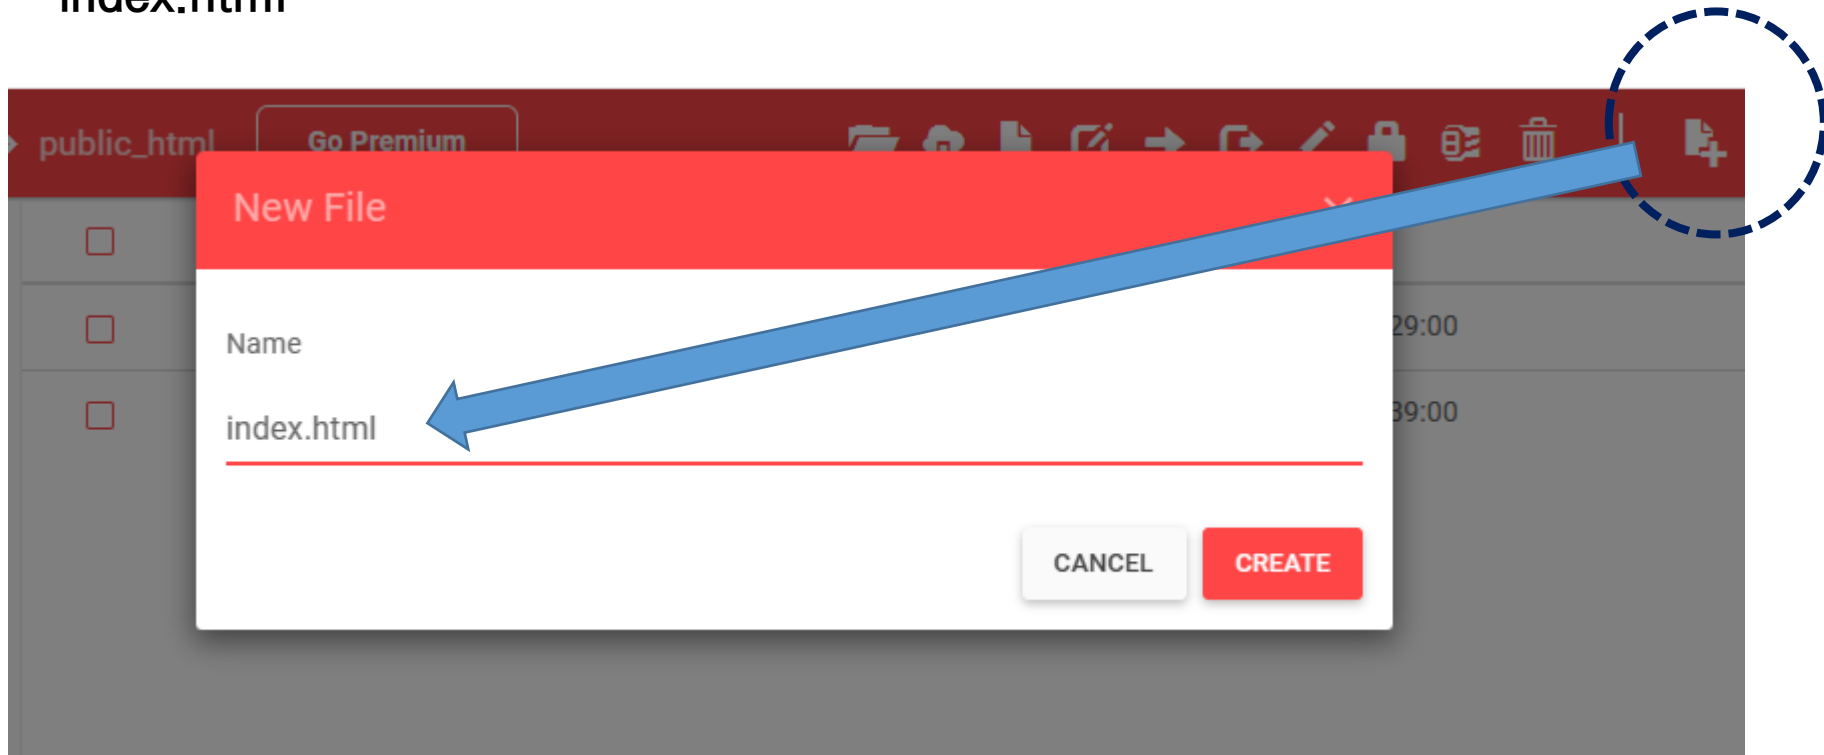 index.html
public_html Go Premium
New File
29:00
Name
39:00
index.html
CANCEL CREATE